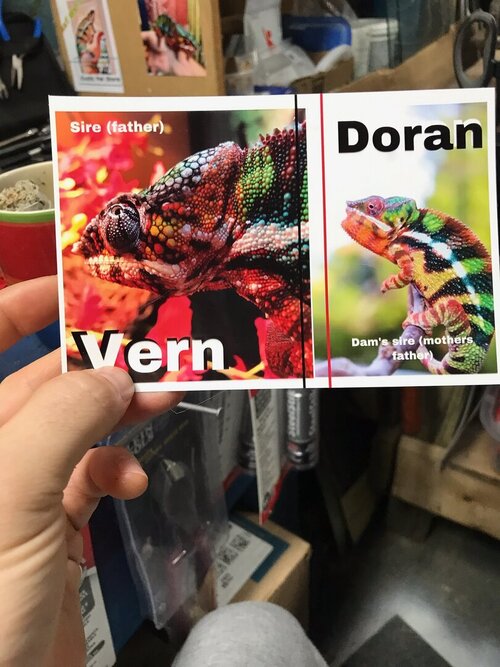 Sire (father)
Vern
Doran
Dam's sire (mothers
father)